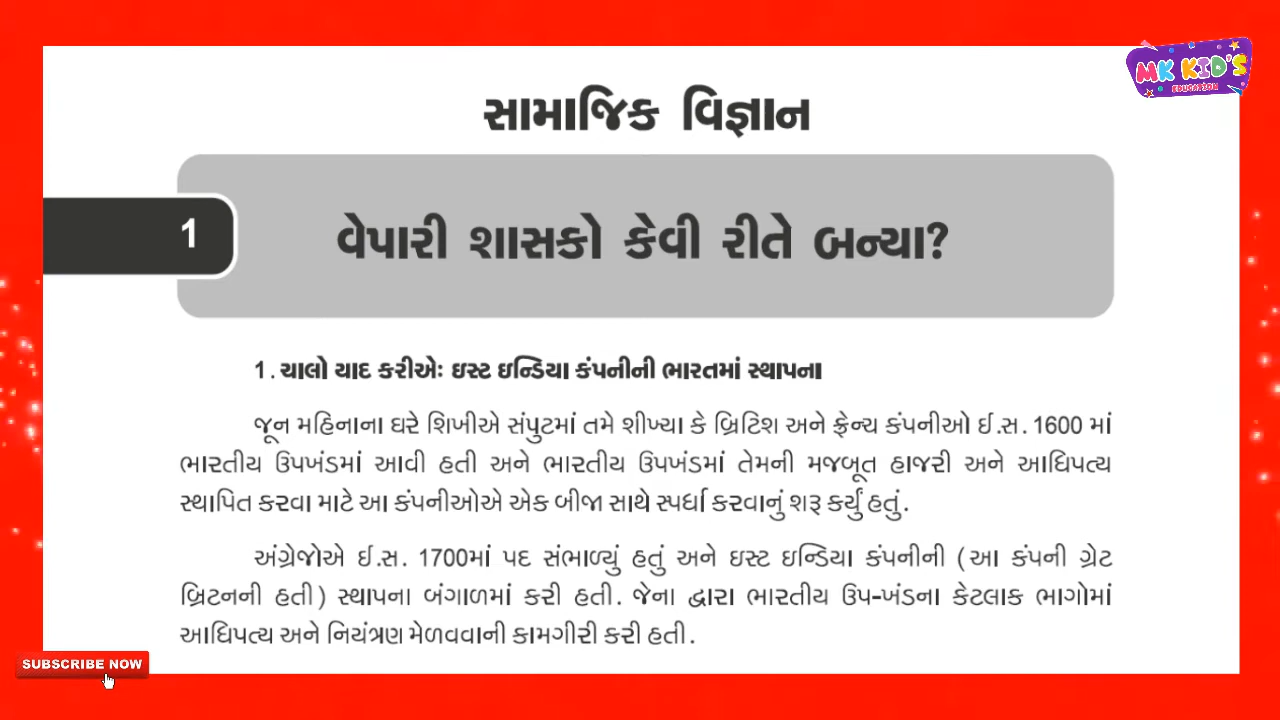 MK KID'S
EDUCATION
સામાજિક વિજ્ઞાન
1
વેપારી શાસકો કેવી રીતે બન્યા?
1. ચાલો યાદ કરીએઃ ઇસ્ટ ઇન્ડિયા કંપનીની ભારતમાં સ્થાપના
જૂન મહિનાના ઘરે શિખીએ સંપુટમાં તમે શીખ્યા કે બ્રિટિશ અને ફ્રેન્ચ કંપનીઓ ઈ.સ. 1600 માં
ભારતીય ઉપખંડમાં આવી હતી અને ભારતીય ઉપખંડમાં તેમની મજબૂત હાજરી અને આધિપત્ય
સ્થાપિત કરવા માટે આ કંપનીઓએ એક બીજા સાથે સ્પર્ધા કરવાનું શરૂ કર્યું હતું.
અંગ્રેજોએ ઈ.સ. 1700માં પદ સંભાળ્યું હતું અને ઇસ્ટ ઇન્ડિયા કંપનીની (આ કંપની ગ્રેટ
બ્રિટનની હતી) સ્થાપના બંગાળમાં કરી હતી. જેના દ્વારા ભારતીય ઉપ-ખંડના કેટલાક ભાગોમાં
આધિપત્ય અને નિયંત્રણ મેળવવાની કામગીરી કરી હતી.
SUBSCRIBE NOW